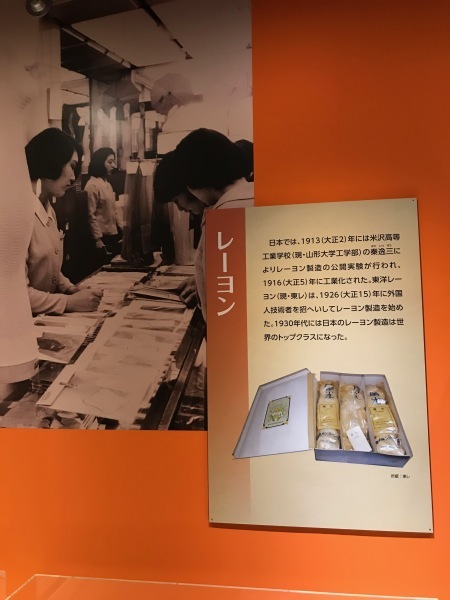 レーヨン
日本では、1913(大正2)年には米沢高等
工業学校(現・山形大学工学部)の秦逸三に
よりレーヨン製造の公開実験が行われ、
1916(大正5)年に工業化された。東洋レー
ヨン(現・東レ)は、1926(大正15)年に外国
人技術者を招へいしてレーヨン製造を始め
た。1930年代には日本のレーヨン製造は世
界のトップクラスになった。